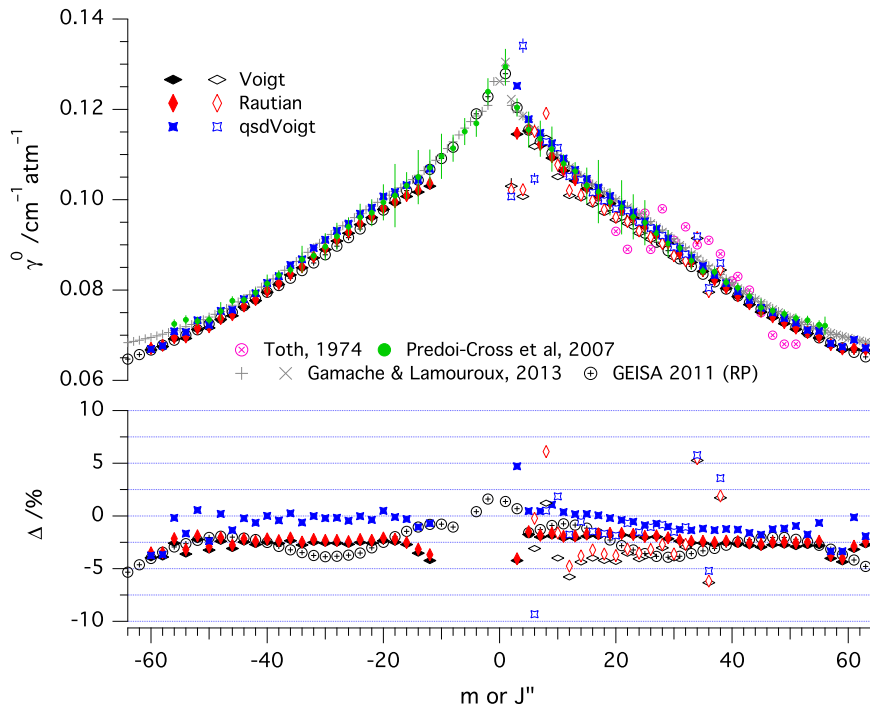 0.14
0.12
0.10
0.08
0.06
γ⁰ /cm⁻¹ atm⁻¹
Voigt
Rautian
qsdVoigt
Toth, 1974
Predoi-Cross et al, 2007
Gamache & Lamouroux, 2013
GEISA 2011 (RP)
10
5
0
-5
-10
Δ /%
-60 -40 -20 0 20 40 60
m or J"